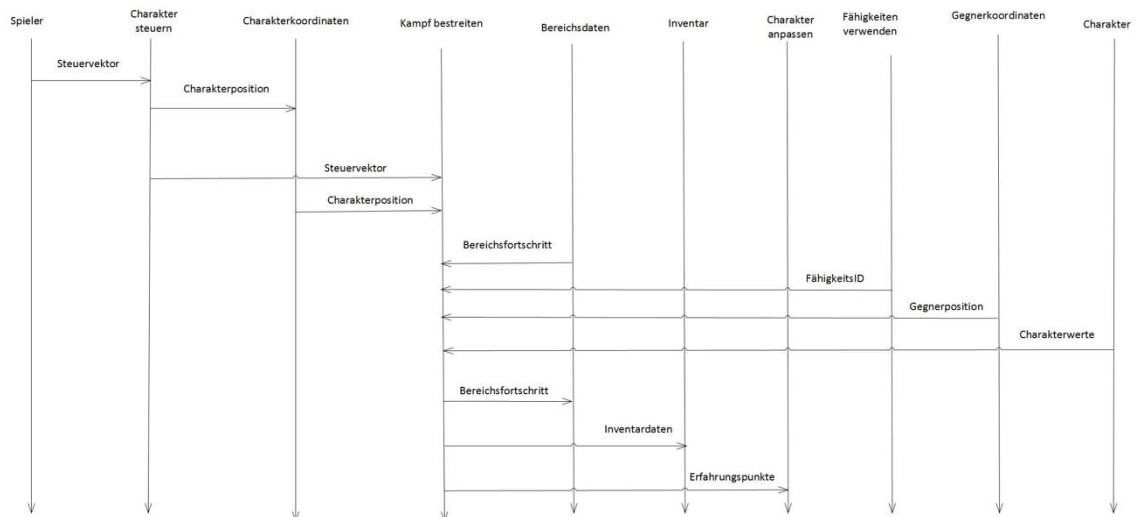 Spieler
Charakter
steuern
Charakterkoordinaten
Kampf bestreiten
Bereichsdaten
Inventar
Charakter
anpassen
Fähigkeiten
verwenden
Gegnerkoordinaten
Charakter
Steuervektor
Charakterposition
Steuervektor
Charakterposition
Bereichsfortschritt
FähigkeitsID
Gegnerposition
Charakterwerte
Bereichsfortschritt
Inventardaten
Erfahrungspunkte